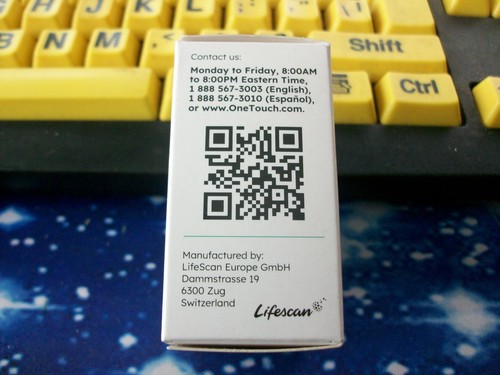 G H J K L
B N M
Shift
Ctrl
Contact us:
Monday to Friday, 8:00AM
to 8:00PM Eastern Time,
1 888 567-3003 (English),
1 888 567-3010 (Español),
or www.OneTouch.com.
Manufactured by:
LifeScan Europe GmbH
Dammstrasse 19
6300 Zug
Switzerland
Lifescan